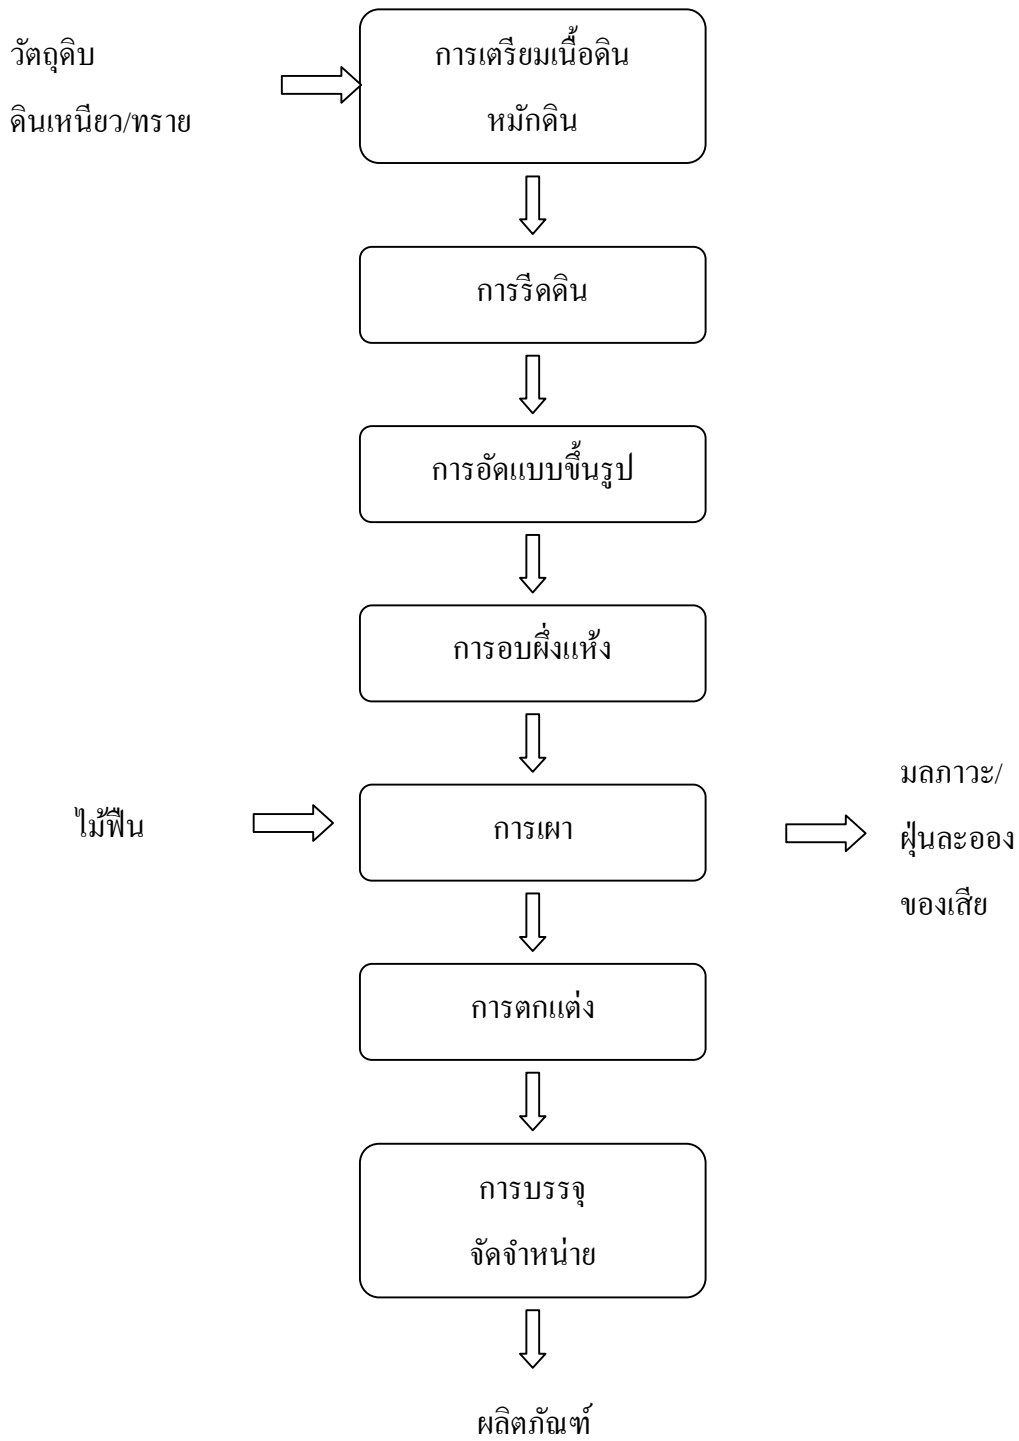 วัตถุดิบ
ดินเหนียว/ทราย
การเตรียมเนื้อดิน
หมักดิน
การรีดดิน
การอัดแบบขึ้นรูป
การอบผึ่งแห้ง
ไม้ฟืน
การเผา
มลภาวะ/
ฝุ่นละออง
ของเสีย
การตกแต่ง
การบรรจุ
จัดจำหน่าย
ผลิตภัณฑ์